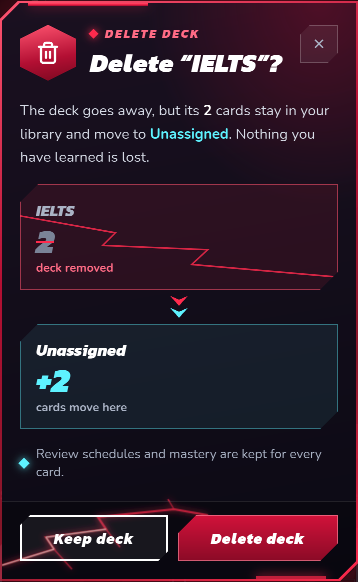 DELETE DECK
Delete “IELTS”?
The deck goes away, but its 2 cards stay in your
library and move to Unassigned. Nothing you
have learned is lost.
IELTS
2
deck removed
Unassigned
+2
cards move here
Review schedules and mastery are kept for every
card.
Keep deck
Delete deck